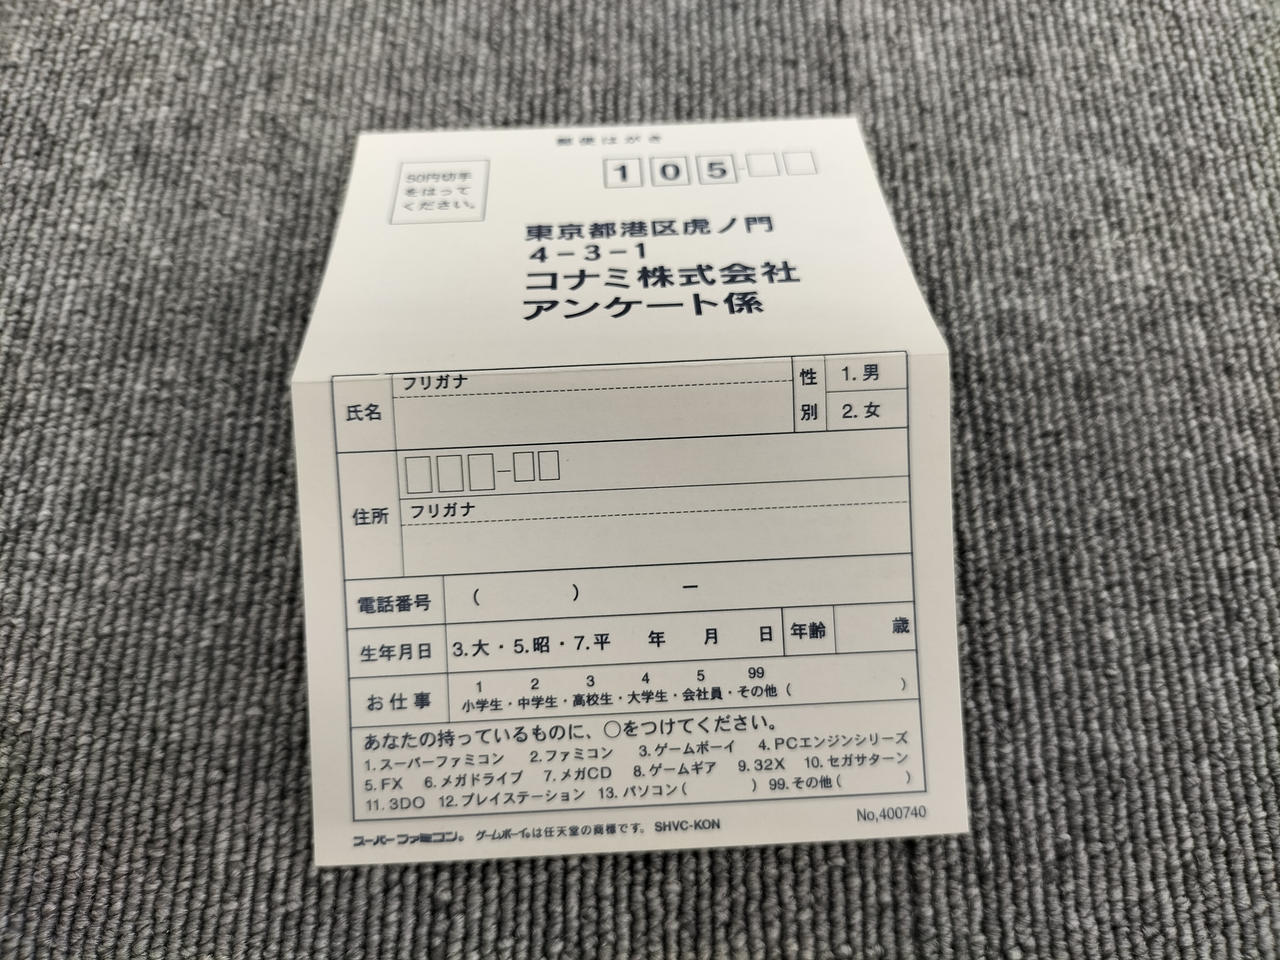 郵便はがき
50円切手
をはって
ください。
105-
東京都港区虎ノ門
4-3-1
コナミ株式会社
アンケート係
氏名 フリガナ 性別 1.男 2.女
住所 フリガナ
電話番号 ( ) ー
生年月日 3.大・5.昭・7.平 年 月 日 年齢 歳
お仕事 1 2 3 4 5 99
小学生・中学生・高校生・大学生・会社員・その他( )
あなたの持っているものに、○をつけてください。
1.スーパーファミコン 2.ファミコン 3.ゲームボーイ 4.PCエンジンシリーズ
5.FX 6.メガドライブ 7.メガCD 8.ゲームギア 9.32X 10.セガサターン
11.3DO 12.プレイステーション 13.パソコン( ) 99.その他( )
スーパーファミコン。ゲームボーイ。は任天堂の商標です。 SHVC-KON
No,400740